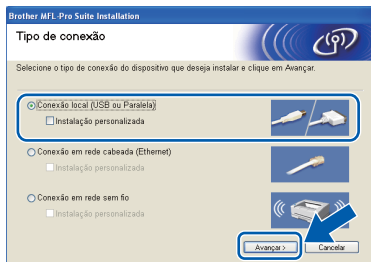 Brother MFL-Pro Suite Installation
Tipo de conexão
Selecione o tipo de conexão do dispositivo que deseja instalar e clique em Avançar.
Conexão local (USB ou Paralela)
Instalação personalizada
Conexão em rede cabeada (Ethernet)
Instalação personalizada
Conexão em rede sem fio
Instalação personalizada
Avançar >
Cancelar